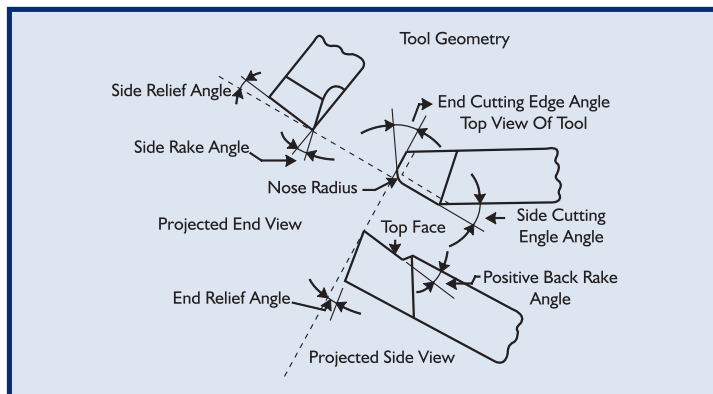 Tool Geometry
Side Relief Angle
End Cutting Edge Angle
Top View Of Tool
Side Rake Angle
Nose Radius
Projected End View
Top Face
Side Cutting
Engle Angle
Positive Back Rake
Angle
End Relief Angle
Projected Side View